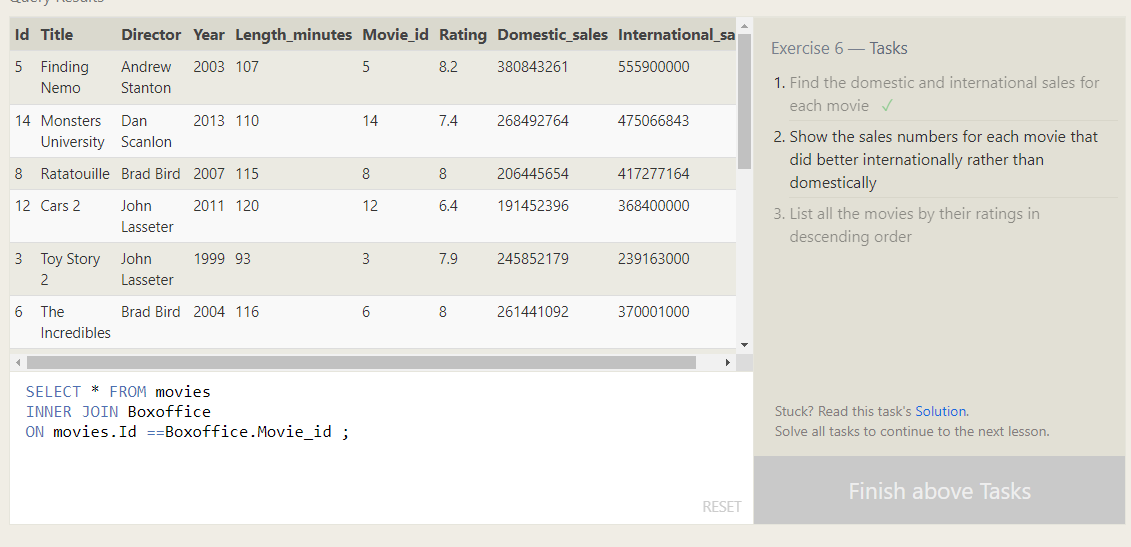 Query Results
Id Title Director Year Length_minutes Movie_id Rating Domestic_sales International_sa
5 Finding Nemo Andrew Stanton 2003 107 5 8.2 380843261 555900000
14 Monsters University Dan Scanlon 2013 110 14 7.4 268492764 475066843
8 Ratatouille Brad Bird 2007 115 8 8 206445654 417277164
12 Cars 2 John Lasseter 2011 120 12 6.4 191452396 368400000
3 Toy Story 2 John Lasseter 1999 93 3 7.9 245852179 239163000
6 The Incredibles Brad Bird 2004 116 6 8 261441092 370001000
SELECT * FROM movies
INNER JOIN Boxoffice
ON movies.Id ==Boxoffice.Movie_id ;
RESET
Exercise 6 — Tasks
1. Find the domestic and international sales for
each movie ✓
2. Show the sales numbers for each movie that
did better internationally rather than
domestically
3. List all the movies by their ratings in
descending order
Stuck? Read this task's Solution.
Solve all tasks to continue to the next lesson.
Finish above Tasks